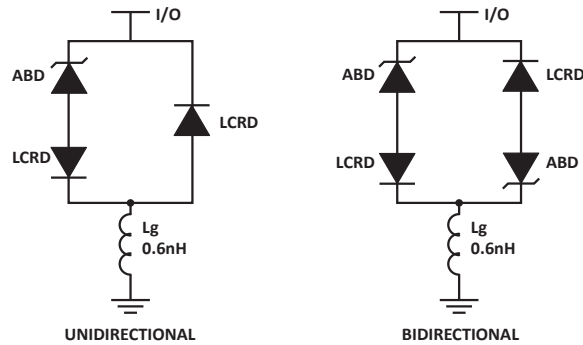 I/O
ABD
LCRD
LCRD
Lg
0.6nH
UNIDIRECTIONAL
I/O
ABD
LCRD
LCRD
ABD
Lg
0.6nH
BIDIRECTIONAL